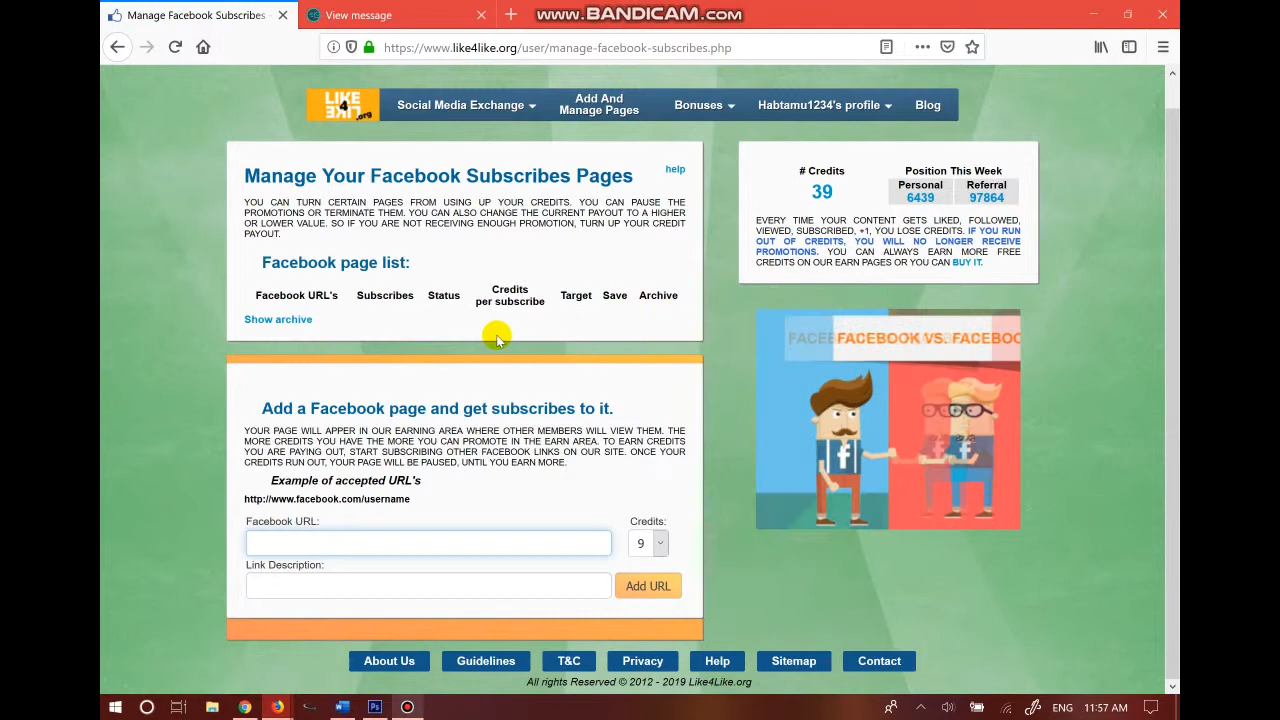 Manage Facebook Subscribes
View message
www.BANDICAM.com
https://www.like4like.org/user/manage-facebook-subscribes.php
LIKE 4 LIKE .org
Social Media Exchange
Add And
Manage Pages
Bonuses
Habtamu1234's profile
Blog
Manage Your Facebook Subscribes Pages
help
YOU CAN TURN CERTAIN PAGES FROM USING UP YOUR CREDITS. YOU CAN PAUSE THE
PROMOTIONS OR TERMINATE THEM. YOU CAN ALSO CHANGE THE CURRENT PAYOUT TO A HIGHER
OR LOWER VALUE. SO IF YOU ARE NOT RECEIVING ENOUGH PROMOTION, TURN UP YOUR CREDIT
PAYOUT.
Facebook page list:
Facebook URL's Subscribes Status Credits per subscribe Target Save Archive
Show archive
# Credits
39
Position This Week
Personal Referral
6439 97864
EVERY TIME YOUR CONTENT GETS LIKED, FOLLOWED,
VIEWED, SUBSCRIBED, +1, YOU LOSE CREDITS. IF YOU RUN
OUT OF CREDITS, YOU WILL NO LONGER RECEIVE
PROMOTIONS. YOU CAN ALWAYS EARN MORE FREE
CREDITS ON OUR EARN PAGES OR YOU CAN BUY IT.
FACEBOOK VS. FACEBOO
Add a Facebook page and get subscribes to it.
YOUR PAGE WILL APPER IN OUR EARNING AREA WHERE OTHER MEMBERS WILL VIEW THEM. THE
MORE CREDITS YOU HAVE THE MORE YOU CAN PROMOTE IN THE EARN AREA. TO EARN CREDITS
YOU ARE PAYING OUT, START SUBSCRIBING OTHER FACEBOOK LINKS ON OUR SITE. ONCE YOUR
CREDITS RUN OUT, YOUR PAGE WILL BE PAUSED, UNTIL YOU EARN MORE.
Example of accepted URL's
http://www.facebook.com/username
Facebook URL:
Credits:
9
Link Description:
Add URL
About Us
Guidelines
T&C
Privacy
Help
Sitemap
Contact
All rights Reserved © 2012 - 2019 Like4Like.org
ENG 11:57 AM